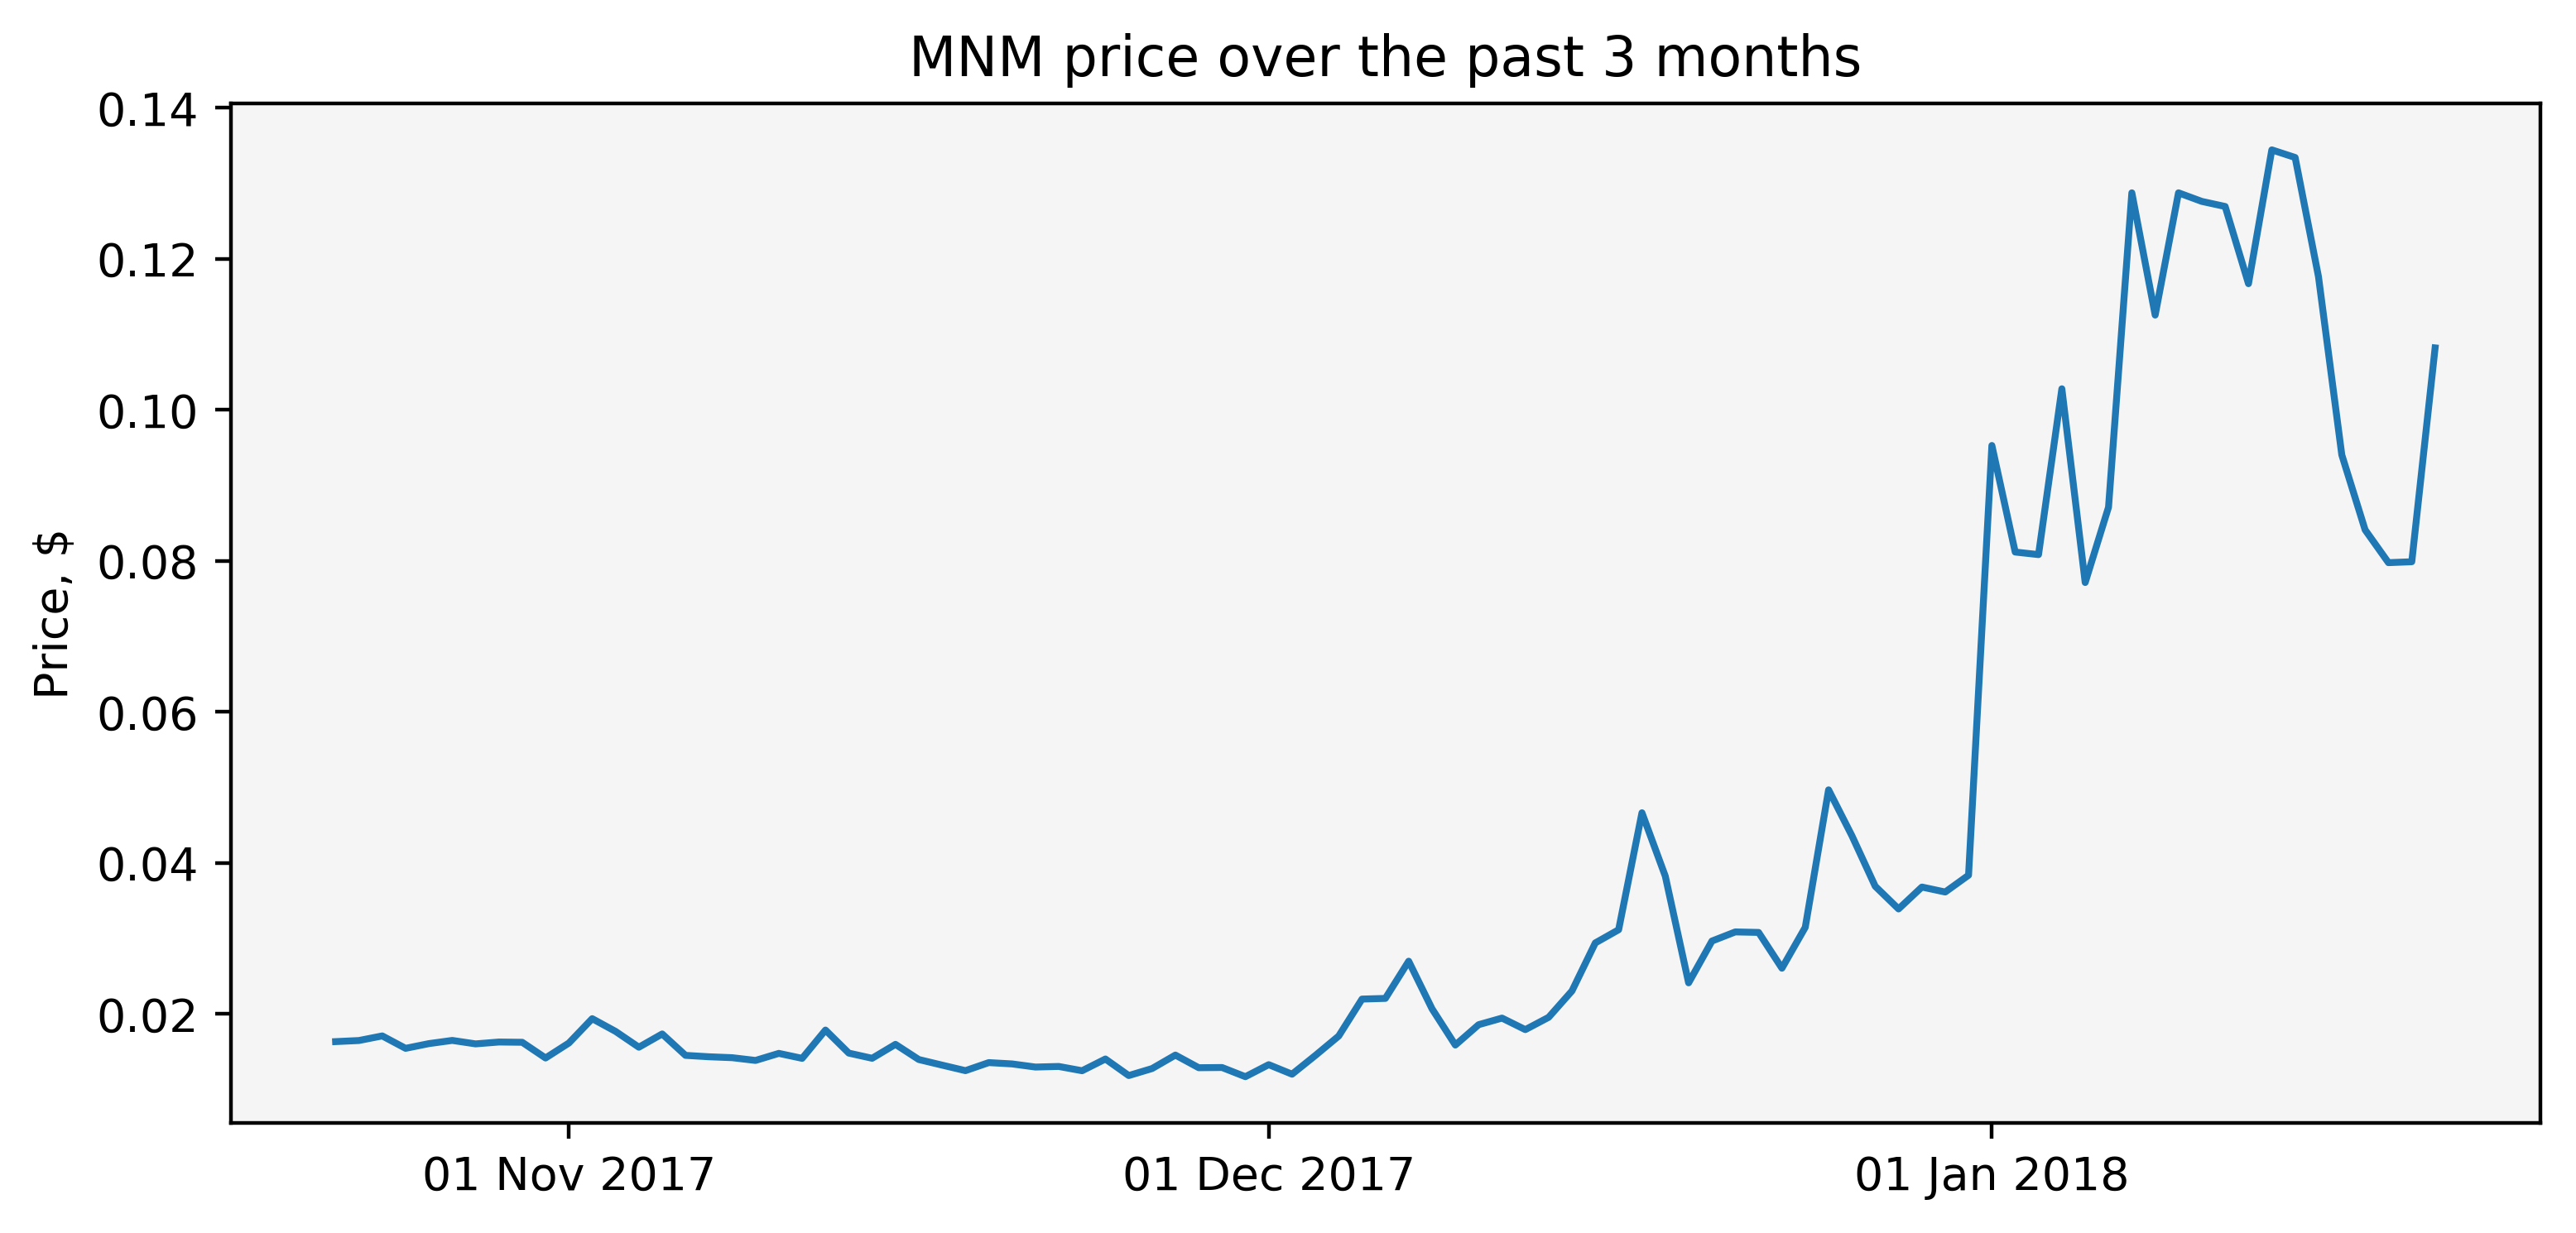 MNM price over the past 3 months
Price, $
0.14
0.12
0.10
0.08
0.06
0.04
0.02
01 Nov 2017
01 Dec 2017
01 Jan 2018